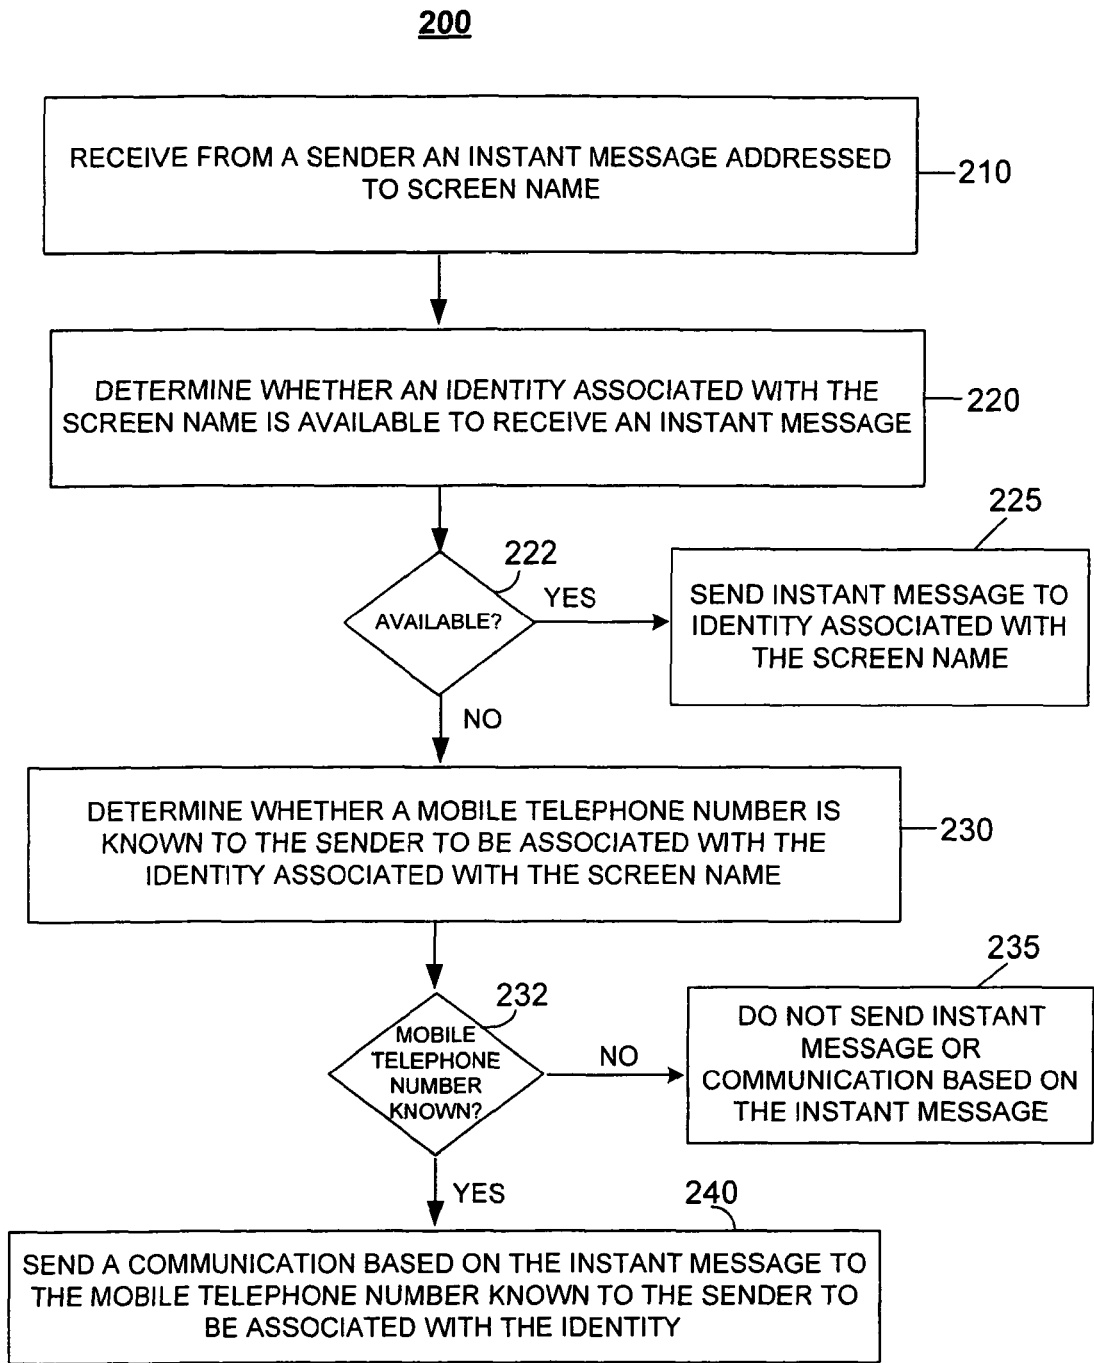 200
RECEIVE FROM A SENDER AN INSTANT MESSAGE ADDRESSED
TO SCREEN NAME
210
DETERMINE WHETHER AN IDENTITY ASSOCIATED WITH THE
SCREEN NAME IS AVAILABLE TO RECEIVE AN INSTANT MESSAGE
220
222
AVAILABLE?
YES
225
SEND INSTANT MESSAGE TO
IDENTITY ASSOCIATED WITH
THE SCREEN NAME
NO
DETERMINE WHETHER A MOBILE TELEPHONE NUMBER IS
KNOWN TO THE SENDER TO BE ASSOCIATED WITH THE
IDENTITY ASSOCIATED WITH THE SCREEN NAME
230
232
MOBILE
TELEPHONE
NUMBER
KNOWN?
NO
235
DO NOT SEND INSTANT
MESSAGE OR
COMMUNICATION BASED ON
THE INSTANT MESSAGE
YES
240
SEND A COMMUNICATION BASED ON THE INSTANT MESSAGE TO
THE MOBILE TELEPHONE NUMBER KNOWN TO THE SENDER TO
BE ASSOCIATED WITH THE IDENTITY